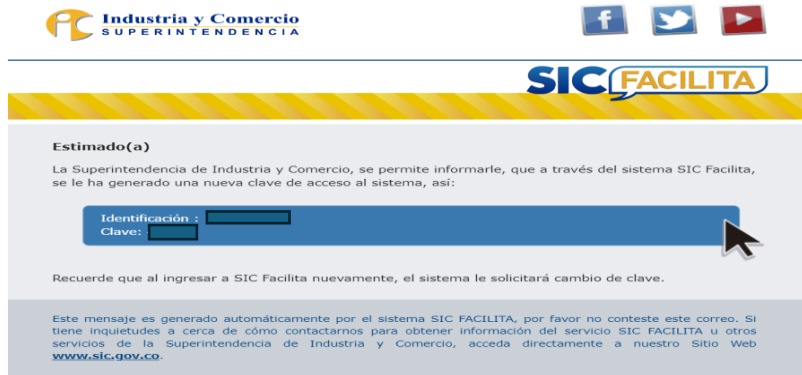 Industria y Comercio
SUPERINTENDENCIA
SIC FACILITA
Estimado(a)
La Superintendencia de Industria y Comercio, se permite informarle, que a través del sistema SIC Facilita,
se le ha generado una nueva clave de acceso al sistema, así:
Identificación :
Clave:
Recuerde que al ingresar a SIC Facilita nuevamente, el sistema le solicitará cambio de clave.
Este mensaje es generado automáticamente por el sistema SIC FACILITA, por favor no conteste este correo. Si
tiene inquietudes a cerca de cómo contactarnos para obtener información del servicio SIC FACILITA u otros
servicios de la Superintendencia de Industria y Comercio, acceda directamente a nuestro Sitio Web
www.sic.gov.co.